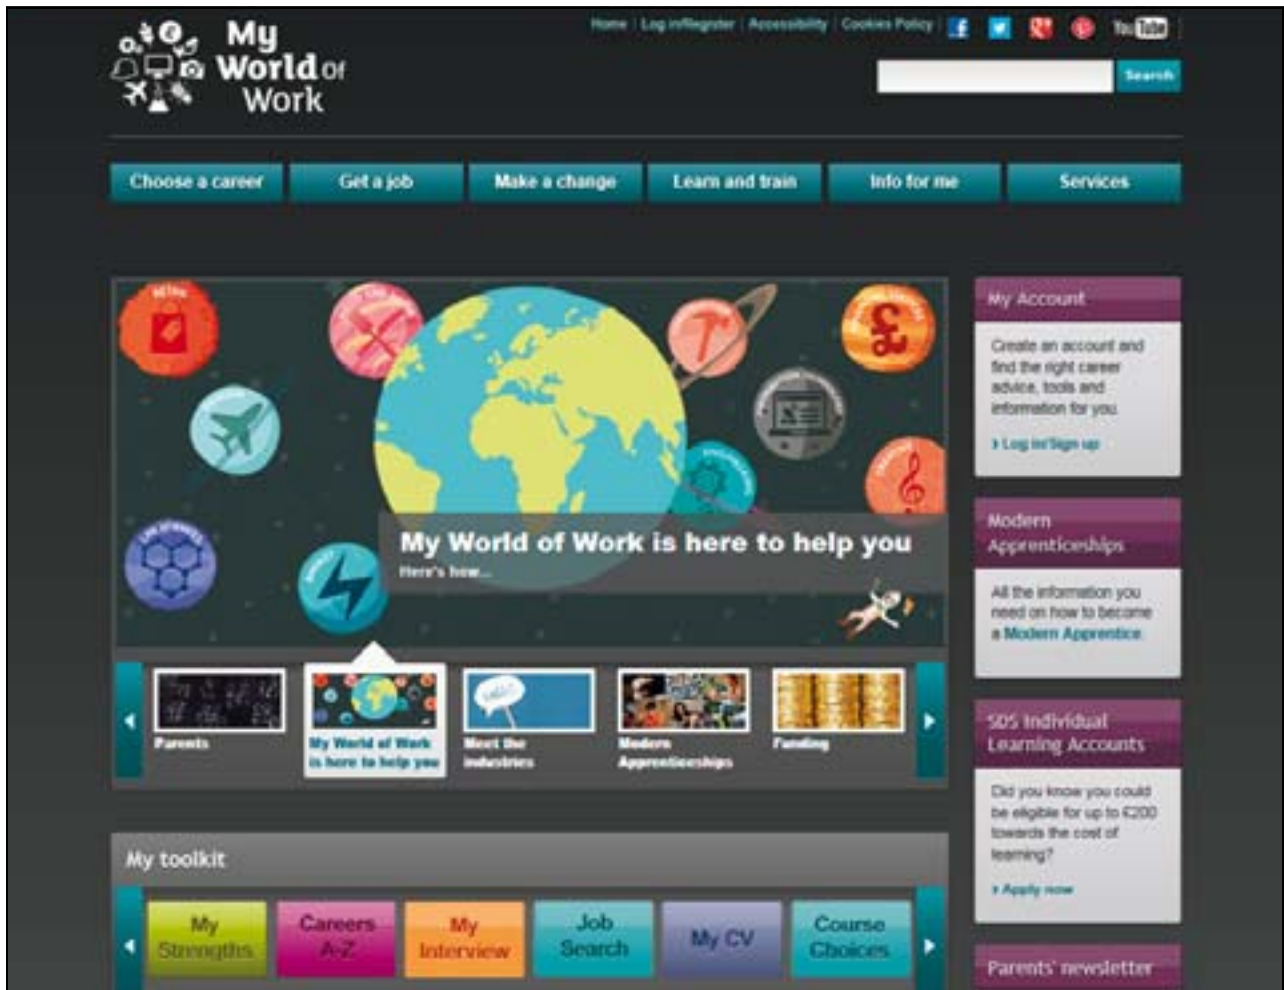 My
World of
Work
Home | Log in/Register | Accessibility | Cookies Policy
You Tube
Search
Choose a career
Get a job
Make a change
Learn and train
Info for me
Services
RETAIL
My World of Work is here to help you
Here's how...
Parents
My World of Work
is here to help you
Meet the
industries
Modern
Apprenticeships
Funding
My toolkit
My
Strengths
Careers
A-Z
My
Interview
Job
Search
My CV
Course
Choices
My Account
Create an account and
find the right career
advice, tools and
information for you.
Log in/Sign up
Modern
Apprenticeships
All the information you
need on how to become
a Modern Apprentice.
SDS Individual
Learning Accounts
Did you know you could
be eligible for up to £200
towards the cost of
learning?
Apply now
Parents' newsletter